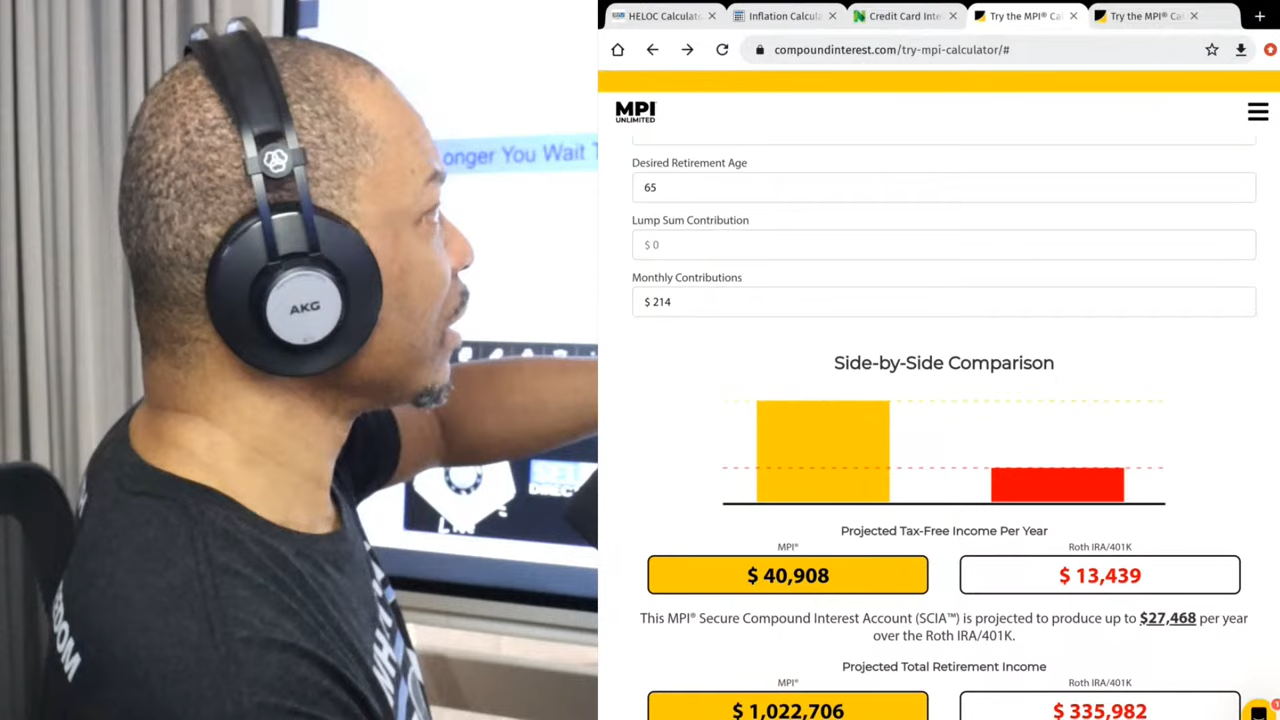 HELOC Calculat
Inflation Calcu
Credit Card Inte
Try the MPI® Ca
Try the MPI® C
compoundinterest.com/try-mpi-calculator/#
MPI
UNLIMITED
Desired Retirement Age
65
Lump Sum Contribution
$ 0
Monthly Contributions
$ 214
Side-by-Side Comparison
Projected Tax-Free Income Per Year
MPI®
Roth IRA/401K
$ 40,908
$ 13,439
This MPI® Secure Compound Interest Account (SCIA™) is projected to produce up to $27,468 per year
over the Roth IRA/401K.
Projected Total Retirement Income
MPI®
Roth IRA/401K
$ 1,022,706
$ 335,982
onger You Wait T
AKG
EDOM
DIREC